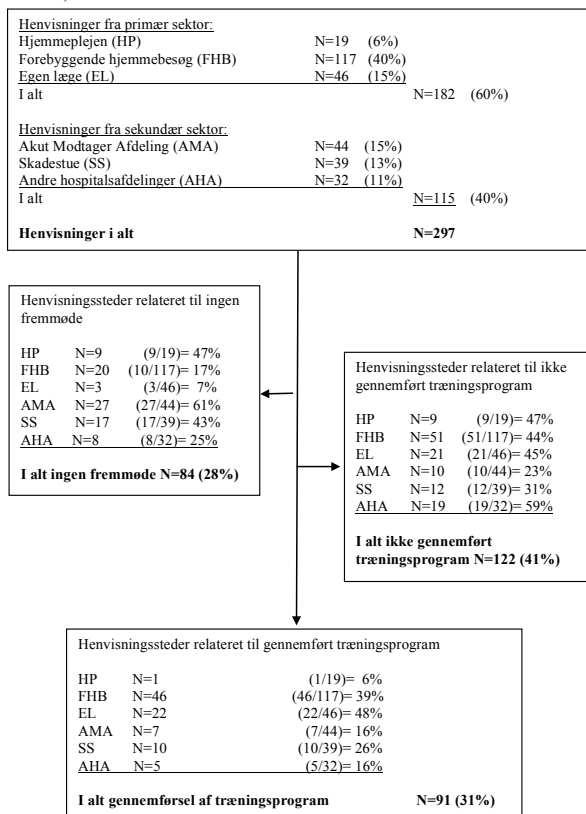 Henvisninger fra primær sektor:
Hjemmeplejen (HP) N=19 (6%)
Forebyggende hjemmebesøg (FHB) N=117 (40%)
Egen læge (EL) N=46 (15%)
I alt N=182 (60%)
Henvisninger fra sekundær sektor:
Akut Modtager Afdeling (AMA) N=44 (15%)
Skadestue (SS) N=39 (13%)
Andre hospitalsafdelinger (AHA) N=32 (11%)
I alt N=115 (40%)
Henvisninger i alt N=297
Henvisningssteder relateret til ingen
fremmøde
HP N=9 (9/19)= 47%
FHB N=20 (10/117)= 17%
EL N=3 (3/46)= 7%
AMA N=27 (27/44)= 61%
SS N=17 (17/39)= 43%
AHA N=8 (8/32)= 25%
I alt ingen fremmøde N=84 (28%)
Henvisningssteder relateret til ikke
gennemført træningsprogram
HP N=9 (9/19)= 47%
FHB N=51 (51/117)= 44%
EL N=21 (21/46)= 45%
AMA N=10 (10/44)= 23%
SS N=12 (12/39)= 31%
AHA N=19 (19/32)= 59%
I alt ikke gennemført
træningsprogram N=122 (41%)
Henvisningssteder relateret til gennemført træningsprogram
HP N=1 (1/19)= 6%
FHB N=46 (46/117)= 39%
EL N=22 (22/46)= 48%
AMA N=7 (7/44)= 16%
SS N=10 (10/39)= 26%
AHA N=5 (5/32)= 16%
I alt gennemførsel af træningsprogram N=91 (31%)